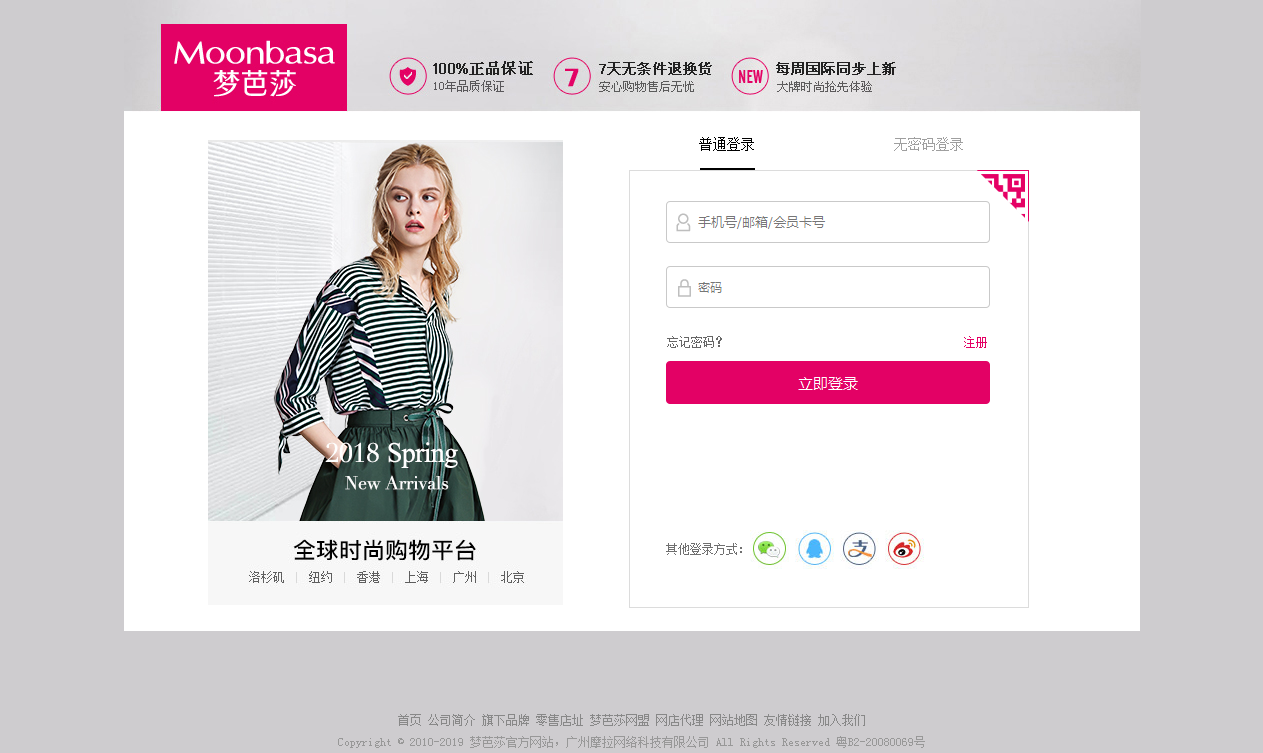 Moonbasa
梦芭莎
100%正品保证
10年品质保证
7
7天无条件退换货
安心购物售后无忧
NEW
每周国际同步上新
大牌时尚抢先体验
普通登录
无密码登录
手机号/邮箱/会员卡号
密码
忘记密码?
注册
立即登录
其他登录方式:
2018 Spring
New Arrivals
全球时尚购物平台
洛杉矶 | 纽约 | 香港 | 上海 | 广州 | 北京
首页 公司简介 旗下品牌 零售店址 梦芭莎网盟 网店代理 网站地图 友情链接 加入我们
Copyright © 2010-2019 梦芭莎官方网站，广州摩拉网络科技有限公司 All Rights Reserved 粤B2-20080069号